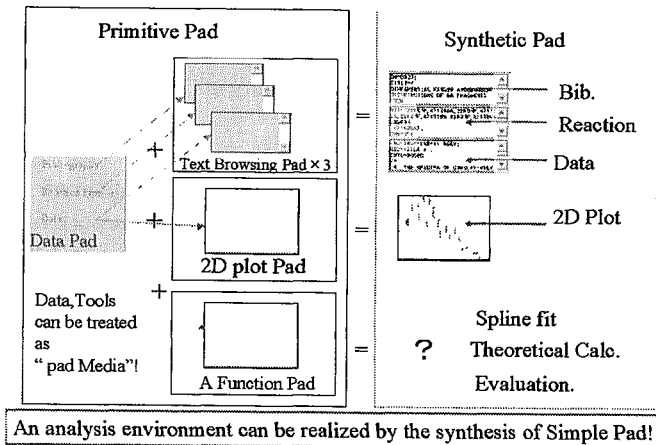 Primitive Pad
Synthetic Pad
Text Browsing Pad×3
Data Pad
2D plot Pad
A Function Pad
Data,Tools
can be treated
as
“ pad Media”!
+
+
+
=
=
=
Bib.
Reaction
Data
2D Plot
?
Spline fit
Theoretical Calc.
Evaluation.
An analysis environment can be realized by the synthesis of Simple Pad!